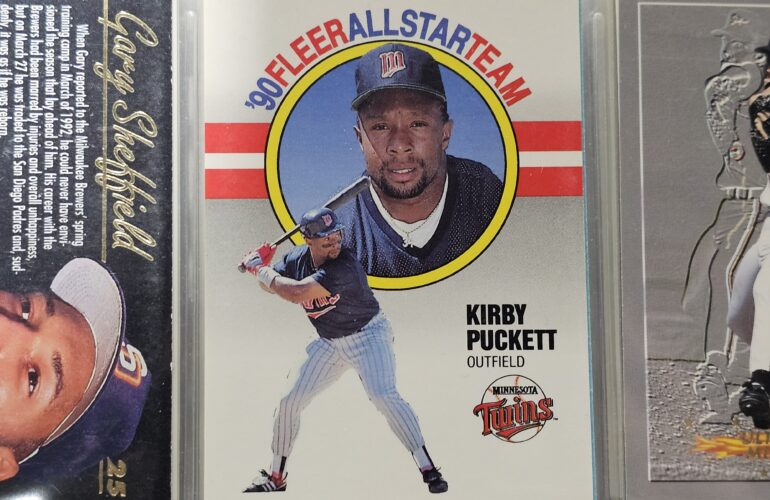 Gary Sheffield
When Gary reported to the Milwaukee Brewers' spring
training camp in March of 1992, he could never have envi-
sioned the season that lay ahead of him. His career with the
Brewers had been marred by injuries and overall unhappiness,
but on March 27 he was traded to the San Diego Padres and, sud-
denly, it was as if he was reborn.
25
'90 FLEER ALL STAR TEAM
m
KIRBY
PUCKETT
OUTFIELD
MINNESOTA
Twins